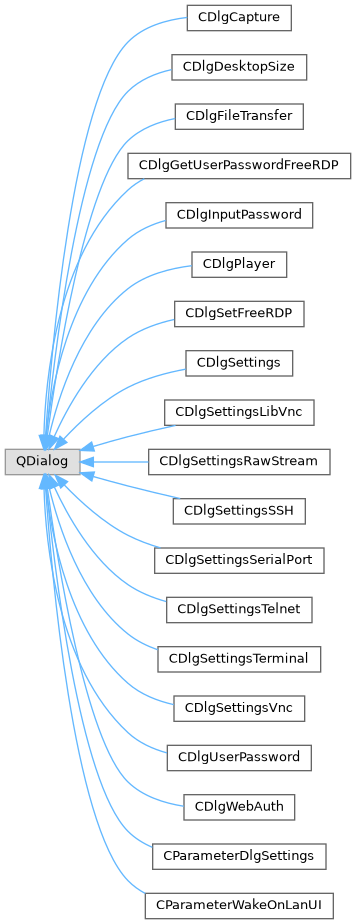 CDlgCapture
CDlgDesktopSize
CDlgFileTransfer
CDlgGetUserPasswordFreeRDP
CDlgInputPassword
CDlgPlayer
CDlgSetFreeRDP
CDlgSettings
CDlgSettingsLibVnc
QDialog
CDlgSettingsRawStream
CDlgSettingsSSH
CDlgSettingsSerialPort
CDlgSettingsTelnet
CDlgSettingsTerminal
CDlgSettingsVnc
CDlgUserPassword
CDlgWebAuth
CParameterDlgSettings
CParameterWakeOnLanUI